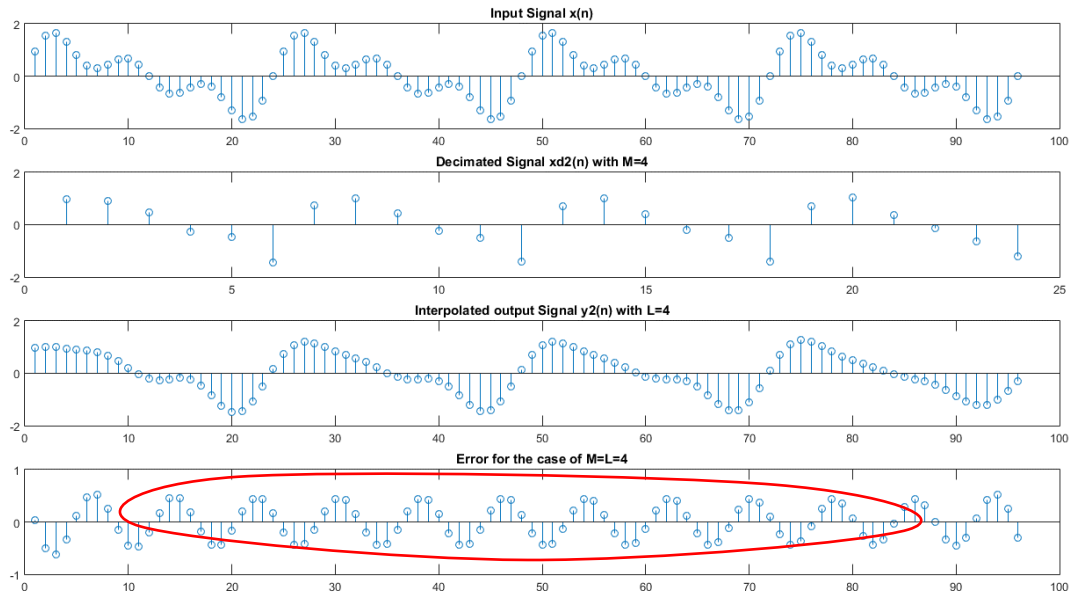 Input Signal x(n)
2
0
-2
0 10 20 30 40 50 60 70 80 90 100
Decimated Signal xd2(n) with M=4
2
0
-2
0 5 10 15 20 25
Interpolated output Signal y2(n) with L=4
2
0
-2
0 10 20 30 40 50 60 70 80 90 100
Error for the case of M=L=4
1
0
-1
0 10 20 30 40 50 60 70 80 90 100